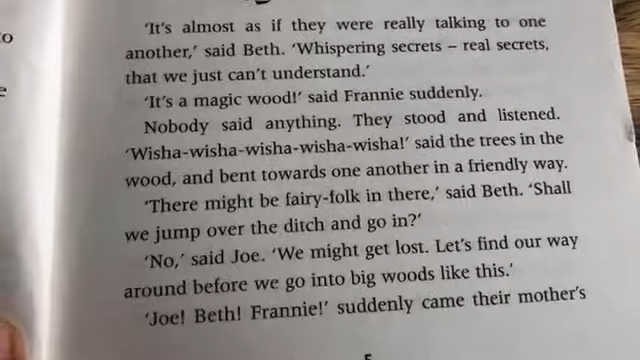 'It's almost as if they were really talking to one
another,' said Beth. 'Whispering secrets – real secrets,
that we just can't understand.'
'It's a magic wood!' said Frannie suddenly.
Nobody said anything. They stood and listened.
'Wisha-wisha-wisha-wisha-wisha!' said the trees in the
wood, and bent towards one another in a friendly way.
'There might be fairy-folk in there,' said Beth. 'Shall
we jump over the ditch and go in?'
'No,' said Joe. 'We might get lost. Let's find our way
around before we go into big woods like this.'
'Joe! Beth! Frannie!' suddenly came their mother's